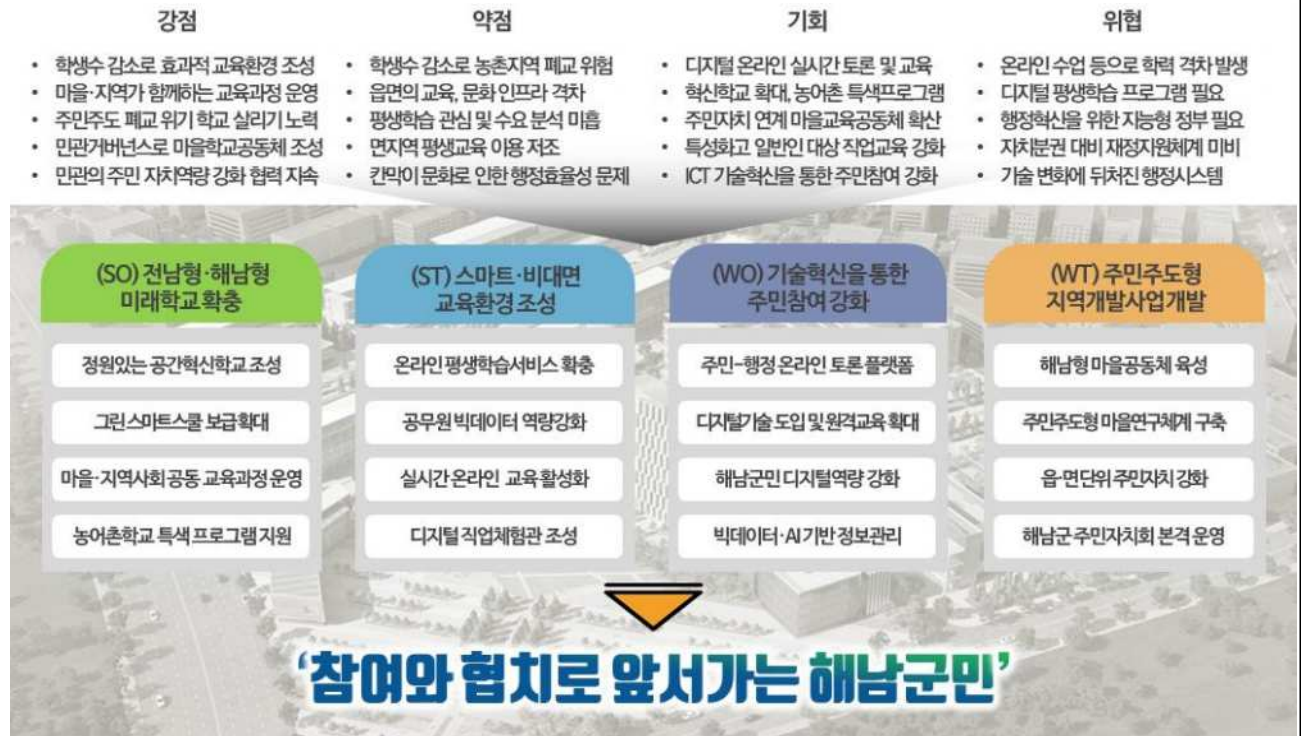 강점
• 학생수 감소로 효과적 교육환경 조성
• 마을·지역가 함께하는 교육과정 운영
• 주민주도 폐교 위기 학교 살리기 노력
• 민관거버넌스로 마을학교공동체 조성
• 민관의 주민 자치역량 강화 협력 지속
약점
• 학생수 감소로 농촌지역 폐교 위험
• 읍면의 교육, 문화 인프라 격차
• 평생학습 관심 및 수요 분석 미흡
• 면지역 평생교육 이용 저조
• 칸막이 문화로 인한 행정효율성 문제
기회
• 디지털 온라인 실시간 토론 및 교육
• 혁신학교 확대, 농어촌 특색프로그램
• 주민자치 연계 마을교육공동체 확산
• 특성화고 일반인 대상 직업교육 강화
• ICT 기술혁신을 통한 주민참여 강화
위협
• 온라인 수업 등으로 학력 격차 발생
• 디지털 평생학습 프로그램 필요
• 행정혁신을 위한 지능형 정부 필요
• 자치분권 대비 재정지원체계 미비
• 기술 변화에 뒤처진 행정시스템
(SO) 전남형·해남형
미래학교 확충
정원있는 공간혁신학교 조성
그린 스마트스쿨 보급확대
마을·지역사회 공동 교육과정 운영
농어촌학교 특색 프로그램 지원
(ST) 스마트·비대면
교육환경 조성
온라인 평생학습서비스 확충
공무원 빅데이터 역량강화
실시간 온라인 교육 활성화
디지털 직업체험관 조성
(WO) 기술혁신을 통한
주민참여 강화
주민-행정 온라인 토론 플랫폼
디지털기술 도입 및 원격교육 확대
해남군민 디지털역량 강화
빅데이터·AI 기반 정보관리
(WT) 주민주도형
지역개발사업 개발
해남형 마을공동체 육성
주민주도형 마을연구체계 구축
읍·면 단위 주민자치 강화
해남군 주민자치회 본격 운영
'참여와 협치로 앞서가는 해남군민'